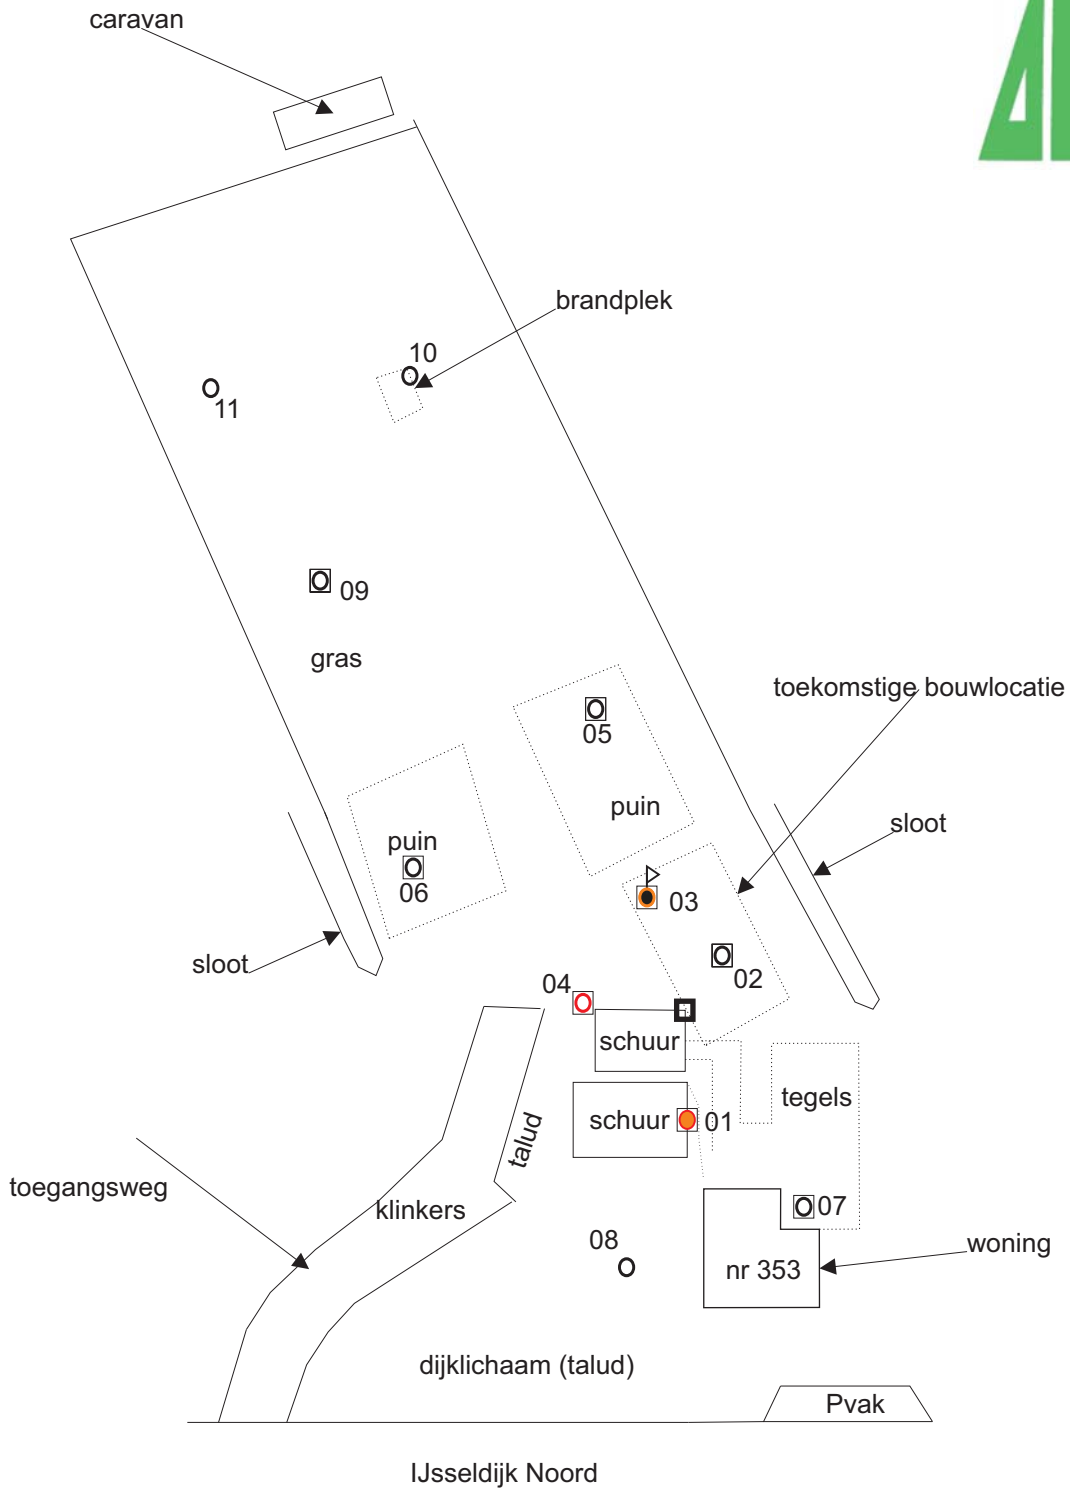 caravan
brandplek
10
11
09
gras
toekomstige bouwlocatie
05
puin
sloot
puin
06
03
sloot
02
04
schuur
tegels
schuur
01
talud
toegangsweg
klinkers
07
08
woning
nr 353
dijklichaam (talud)
Pvak
IJsseldijk Noord